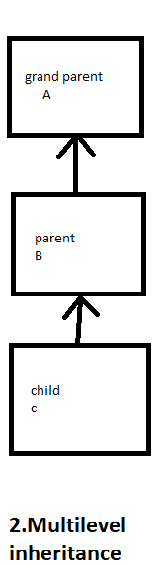 grand parent
A
parent
B
child
c
2.Multilevel
inheritance